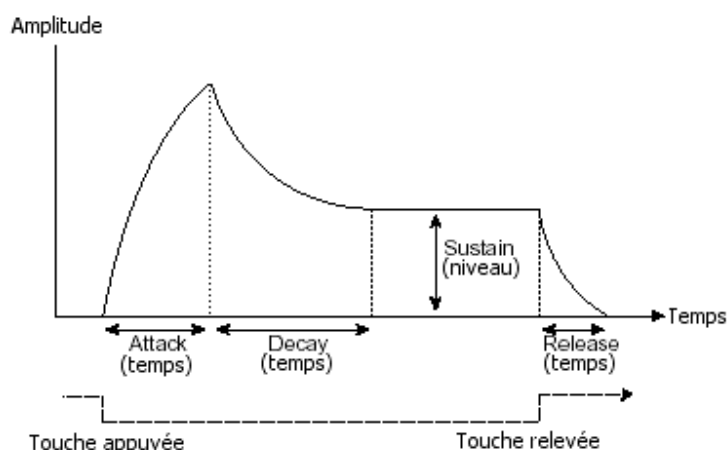 Amplitude
Sustain
(niveau)
Temps
Attack
(temps)
Decay
(temps)
Release
(temps)
Touche appuyée
Touche relevée